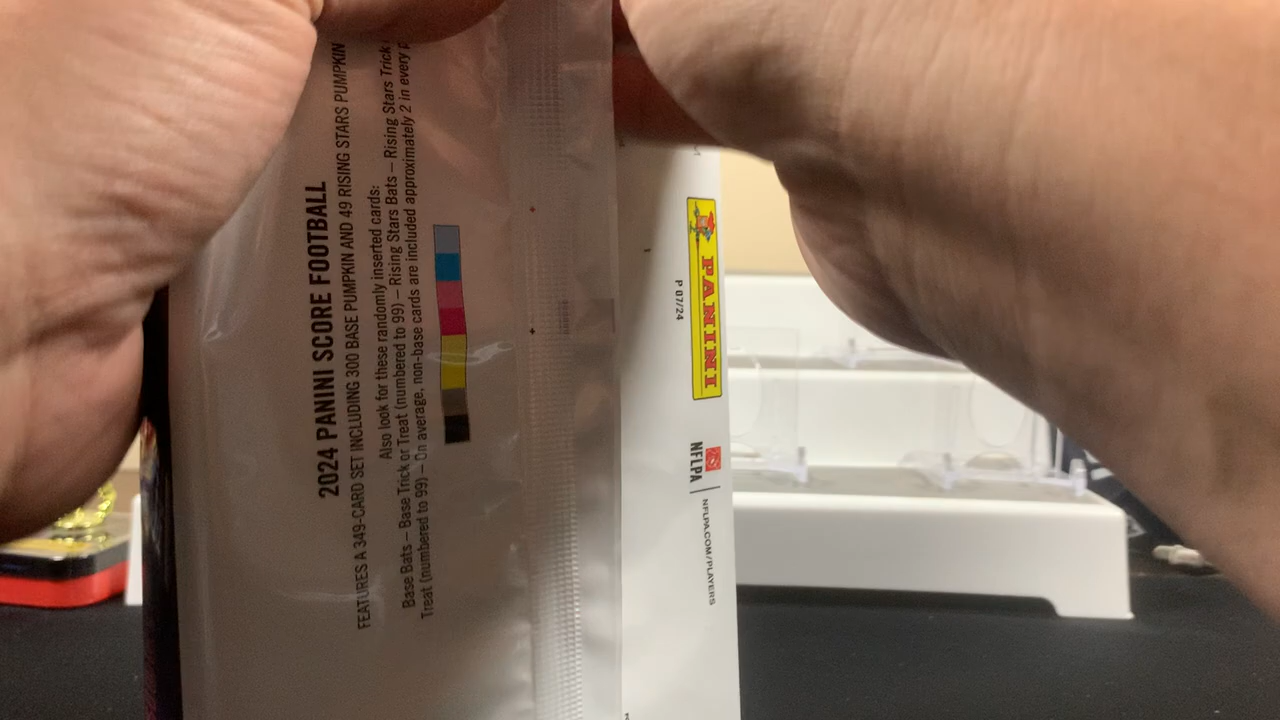 2024 PANINI SCORE FOOTBALL
FEATURES A 349-CARD SET INCLUDING 300 BASE PUMPKIN AND 49 RISING STARS PUMPKIN
Also look for these randomly inserted cards:
Base Bats – Base Trick or Treat (numbered to 99) – Rising Stars Bats – Rising Stars Trick
Treat (numbered to 99) – On average, non-base cards are included approximately 2 in every
P 07/24
PANINI
NFLPA
NFLPA.COM/PLAYERS